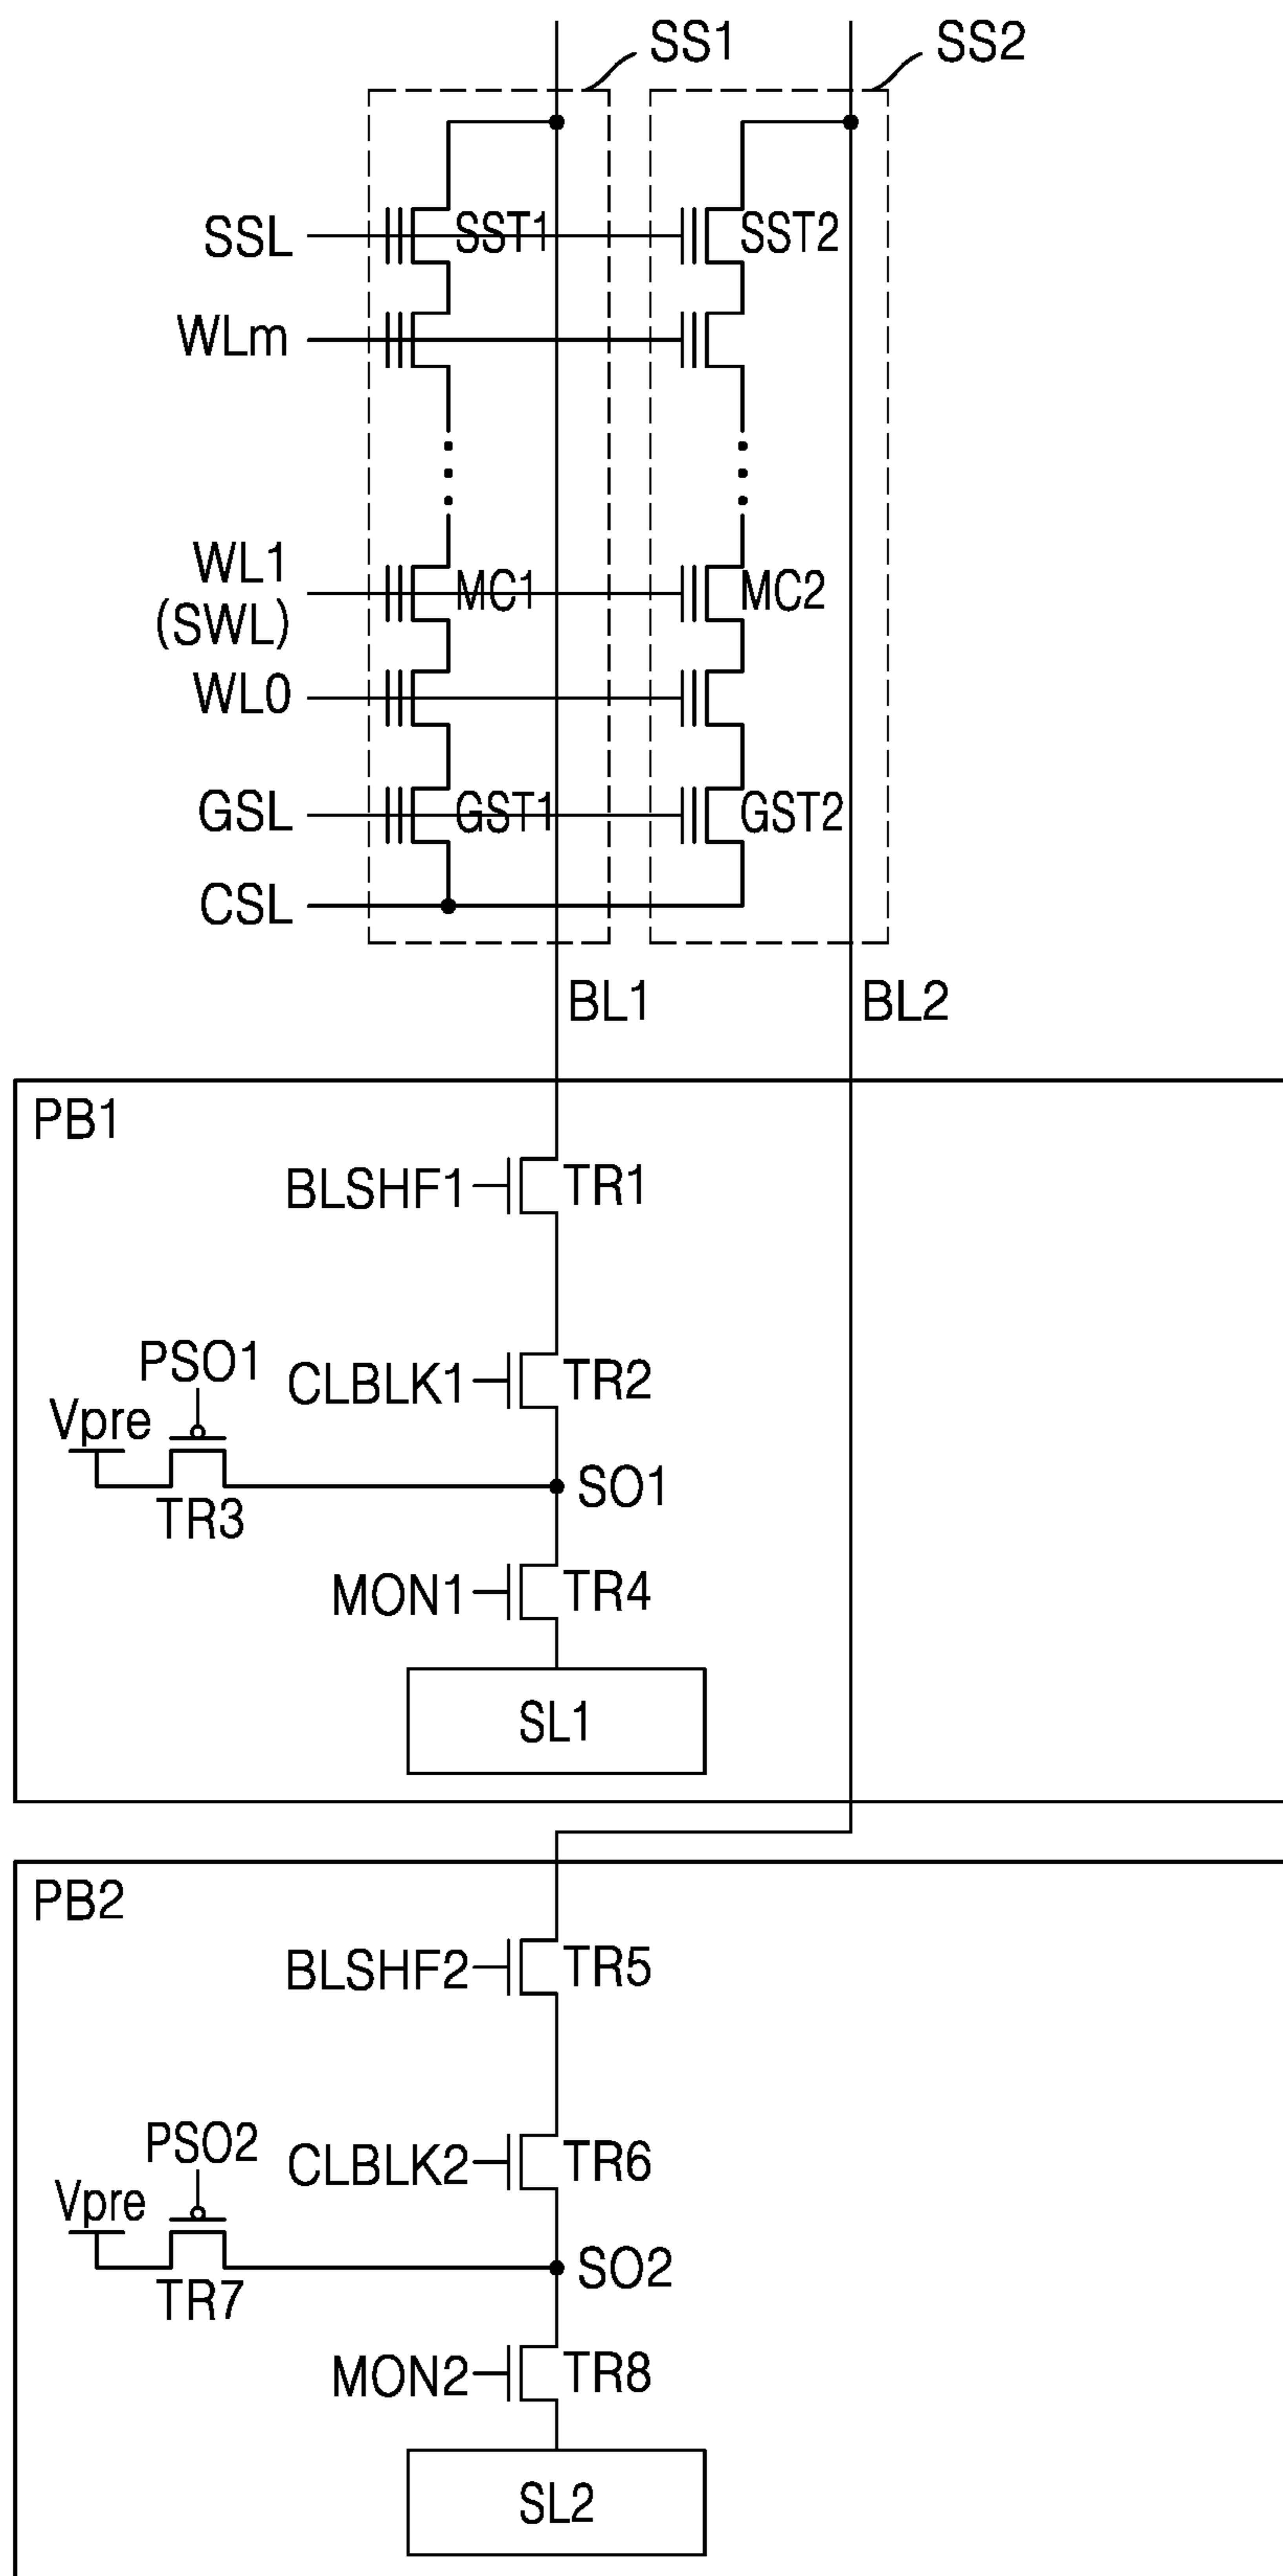 SS1 SS2
SSL SST1 SST2
WLm
WL1 MC1 MC2
(SWL)
WL0
GSL GST1 GST2
CSL
BL1 BL2
PB1
BLSHF1 TR1
PSO1
CLBLK1 TR2
Vpre
SO1
TR3
MON1 TR4
SL1
PB2
BLSHF2 TR5
PSO2
CLBLK2 TR6
Vpre
SO2
TR7
MON2 TR8
SL2